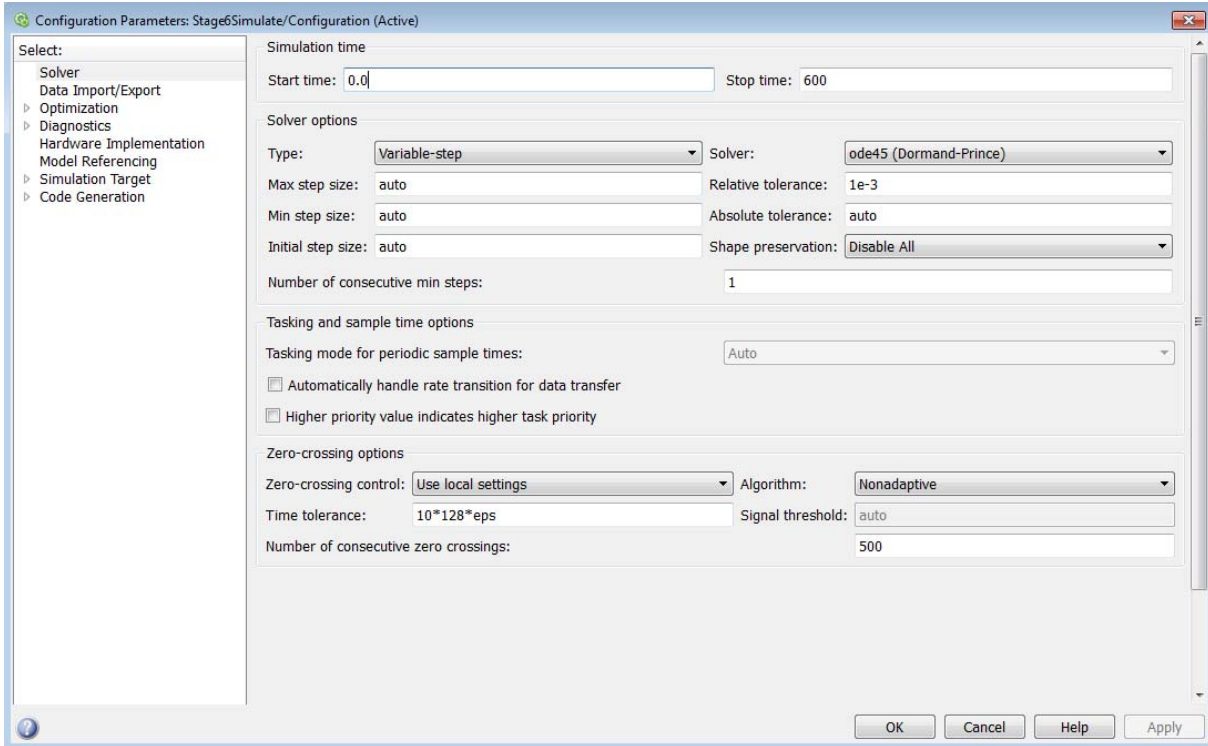 Configuration Parameters: Stage6Simulate/Configuration (Active)
Select:
Solver
Data Import/Export
Optimization
Diagnostics
Hardware Implementation
Model Referencing
Simulation Target
Code Generation
Simulation time
Start time: 0.0 Stop time: 600
Solver options
Type: Variable-step Solver: ode45 (Dormand-Prince)
Max step size: auto Relative tolerance: 1e-3
Min step size: auto Absolute tolerance: auto
Initial step size: auto Shape preservation: Disable All
Number of consecutive min steps: 1
Tasking and sample time options
Tasking mode for periodic sample times: Auto
Automatically handle rate transition for data transfer
Higher priority value indicates higher task priority
Zero-crossing options
Zero-crossing control: Use local settings Algorithm: Nonadaptive
Time tolerance: 10*128*eps Signal threshold: auto
Number of consecutive zero crossings: 500
OK Cancel Help Apply